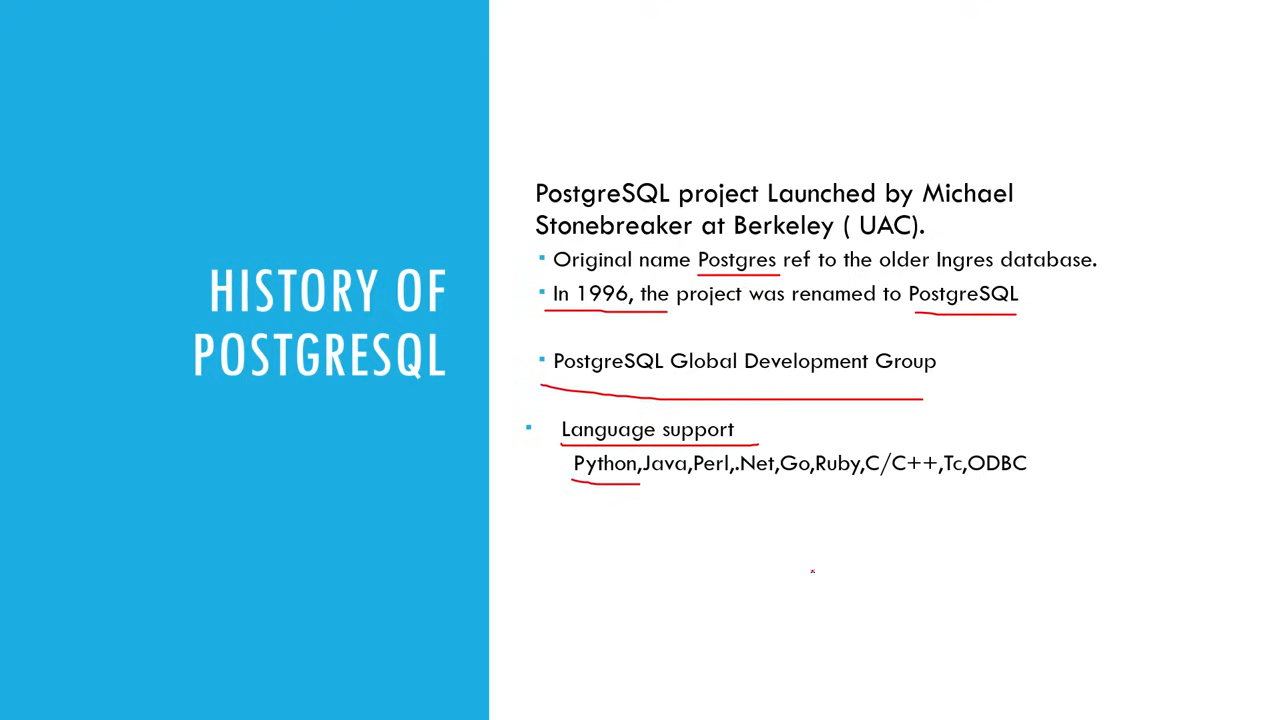 HISTORY OF
POSTGRESQL
PostgreSQL project Launched by Michael
Stonebreaker at Berkeley ( UAC).
▪ Original name Postgres ref to the older Ingres database.
▪ In 1996, the project was renamed to PostgreSQL
▪ PostgreSQL Global Development Group
▪ Language support
Python,Java,Perl,.Net,Go,Ruby,C/C++,Tc,ODBC